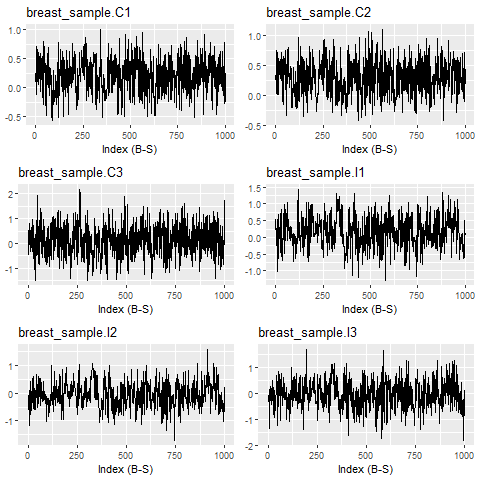 breast_sample.C1
1.0
0.5
0.0
-0.5
0 250 500 750 1000
Index (B-S)
breast_sample.C2
1.0
0.5
0.0
-0.5
0 250 500 750 1000
Index (B-S)
breast_sample.C3
2
1
0
-1
0 250 500 750 1000
Index (B-S)
breast_sample.I1
1.5
1.0
0.5
0.0
-0.5
-1.0
0 250 500 750 1000
Index (B-S)
breast_sample.I2
1
0
-1
0 250 500 750 1000
Index (B-S)
breast_sample.I3
1
0
-1
-2
0 250 500 750 1000
Index (B-S)